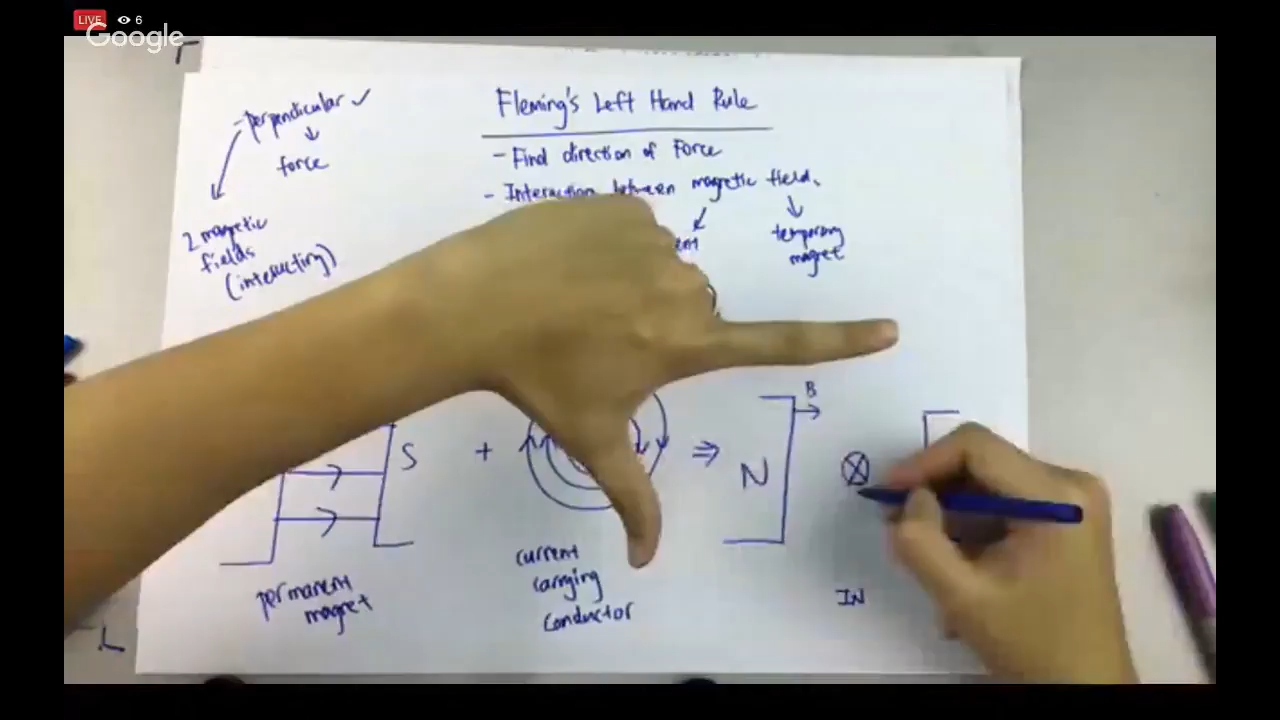 LIVE 6
Google
Fleming's Left Hand Rule
- Find direction of Force
- Interaction between magnetic fields
temporary
magnet
- perpendicular ✓
force
2 magnetic
fields
(interacting)
S
+
⇒
N
B
permanent
magnet
current
carrying
conductor
IN